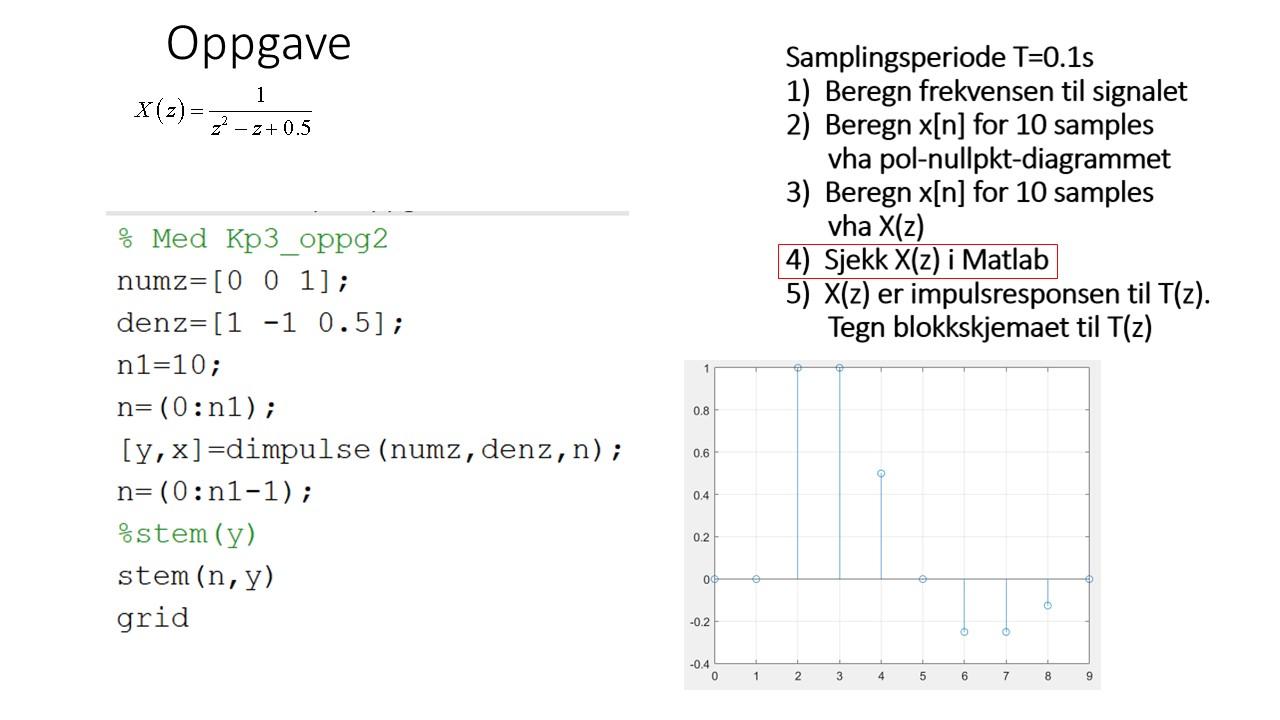 Oppgave
X(z) = 1 / (z² − z + 0.5)
% Med Kp3_oppg2
numz=[0 0 1];
denz=[1 -1 0.5];
n1=10;
n=(0:n1);
[y,x]=dimpulse(numz,denz,n);
n=(0:n1-1);
%stem(y)
stem(n,y)
grid
Samplingsperiode T=0.1s
1) Beregn frekvensen til signalet
2) Beregn x[n] for 10 samples
vha pol-nullpkt-diagrammet
3) Beregn x[n] for 10 samples
vha X(z)
4) Sjekk X(z) i Matlab
5) X(z) er impulsresponsen til T(z).
Tegn blokkskjemaet til T(z)
1
0.8
0.6
0.4
0.2
0
-0.2
-0.4
0 1 2 3 4 5 6 7 8 9